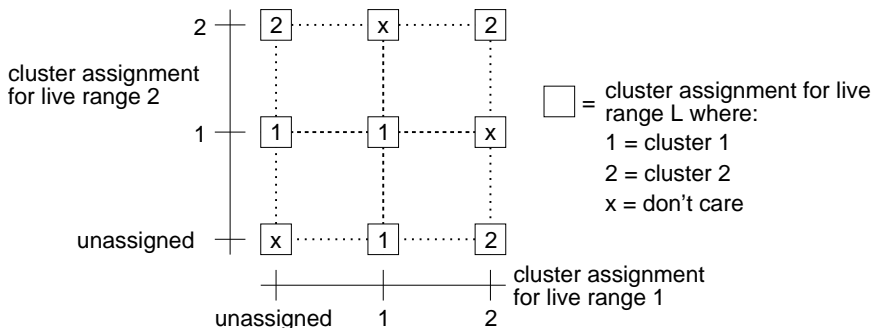 2 2 x 2
cluster assignment
for live range 2
= cluster assignment for live
range L where:
1 1 1 x
1 = cluster 1
2 = cluster 2
x = don't care
unassigned x 1 2
cluster assignment
for live range 1
unassigned 1 2